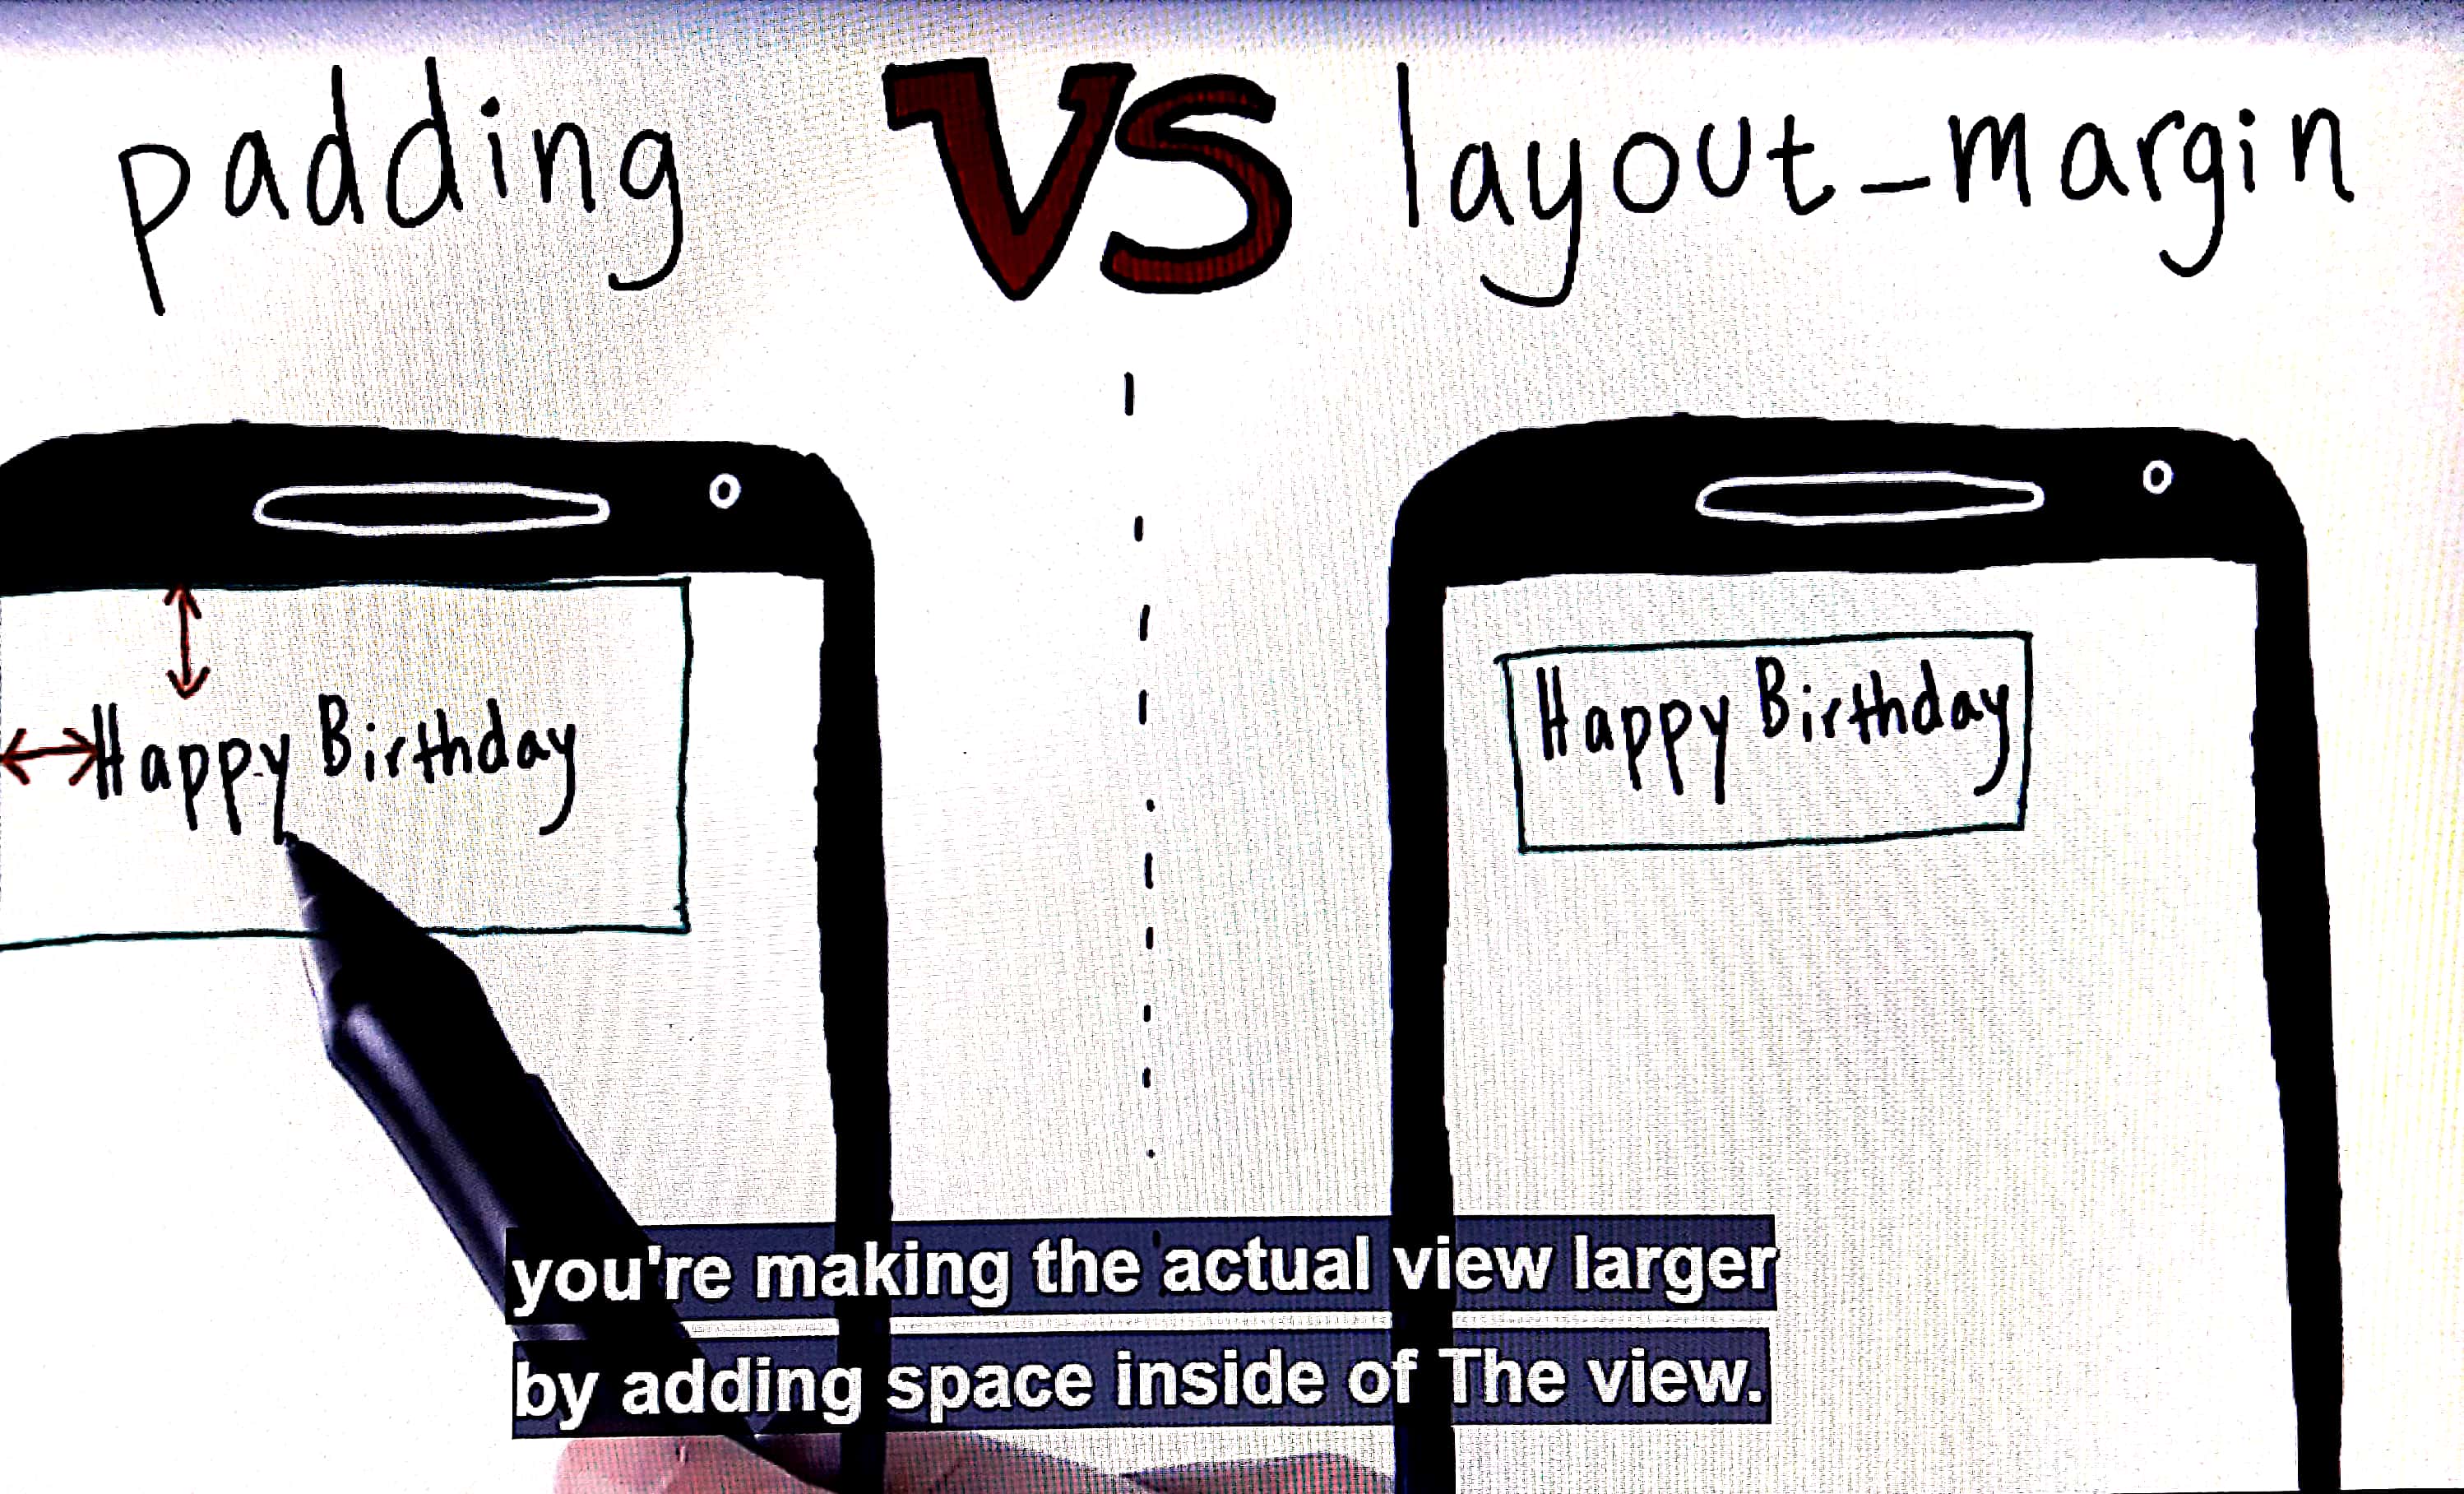 padding VS layout_margin
Happy Birthday
Happy Birthday
you're making the actual view larger
by adding space inside of The view.